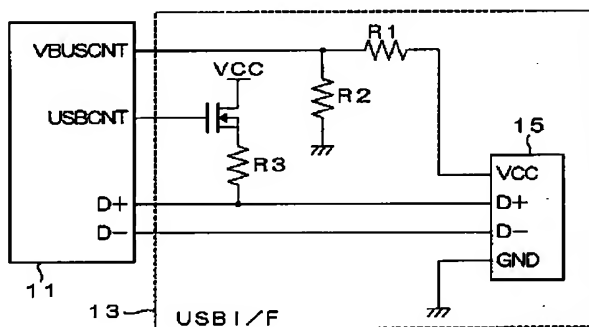 VBUSCNT
R1
VCC
R2
USBCNT
15
R3
VCC
D+
D+
D-
D-
GND
11
13
USBI/F